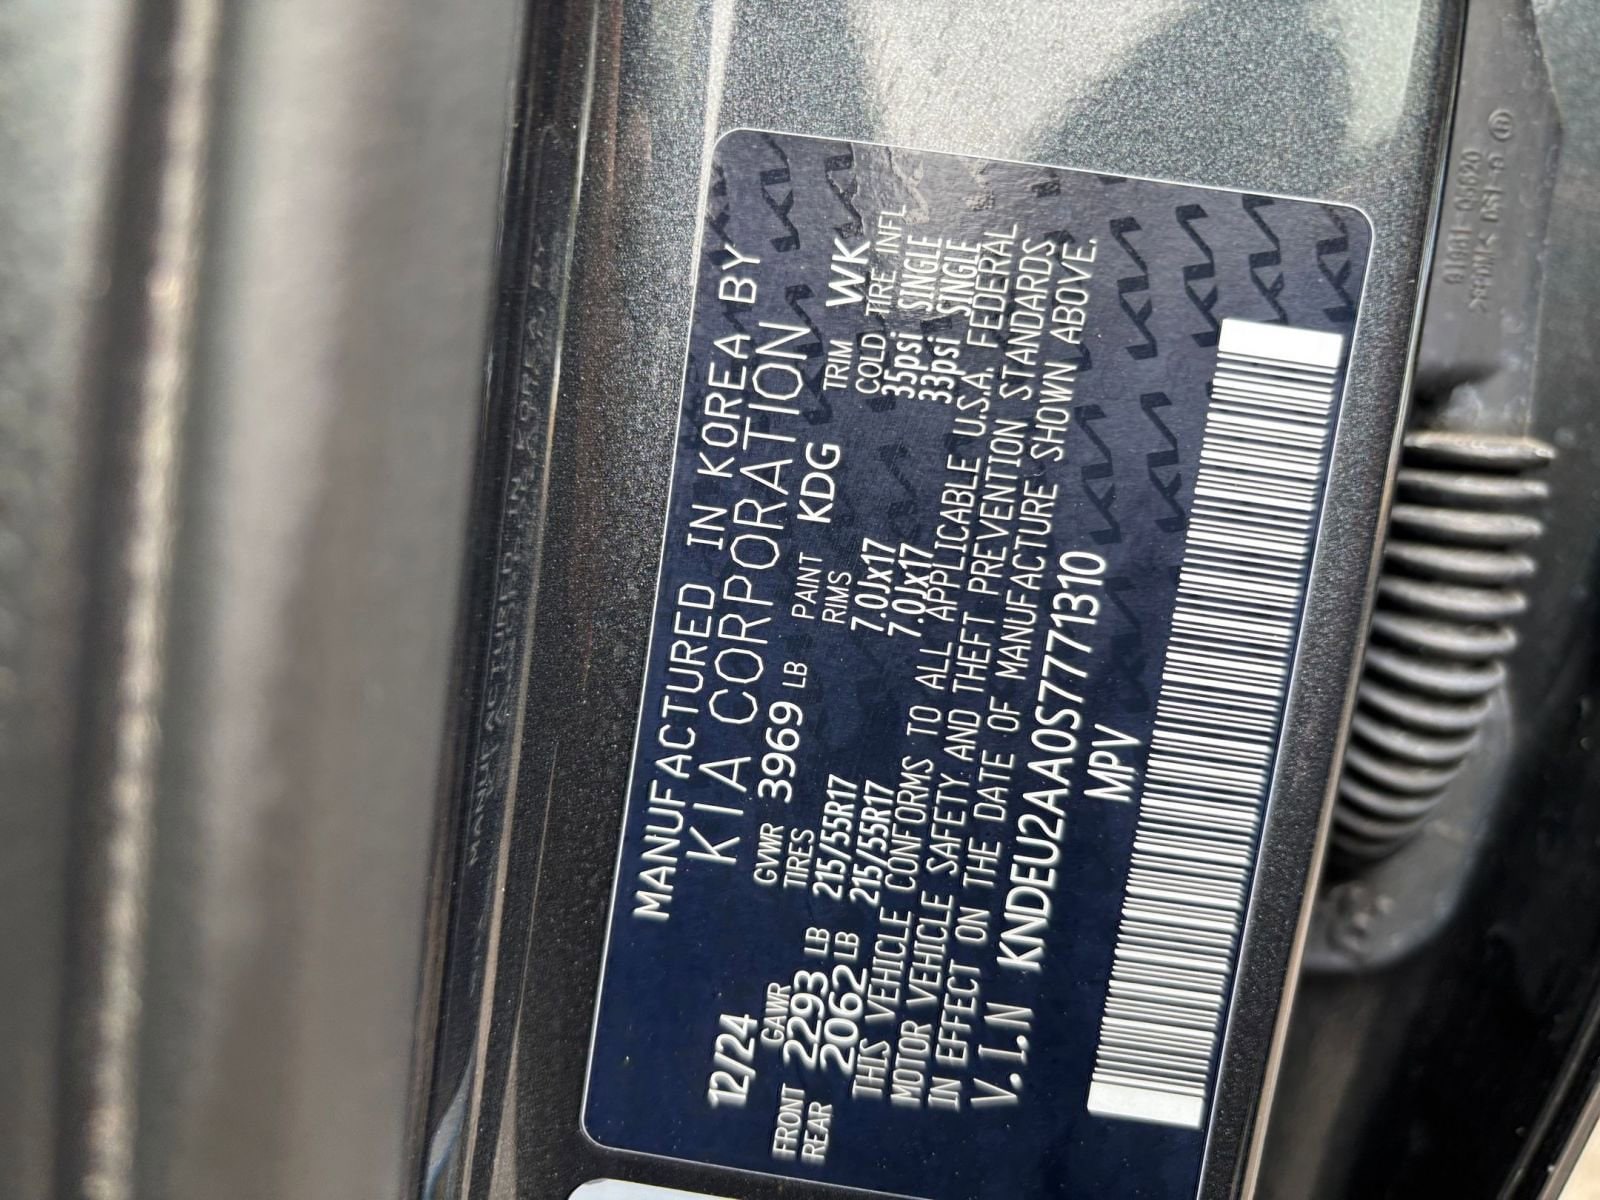 MANUFACTURED IN KOREA BY
12/24 KIA CORPORATION
GAWR GVWR 3969 LB PAINT KDG TRIM WK
FRONT 2293 LB TIRES RIMS COLD TIRE INFL
REAR 2062 LB 215/55R17 7.0Jx17 35psi SINGLE
215/55R17 7.0Jx17 33psi SINGLE
THIS VEHICLE CONFORMS TO ALL APPLICABLE U.S.A. FEDERAL
MOTOR VEHICLE SAFETY: AND THEFT PREVENTION STANDARDS
IN EFFECT ON THE DATE OF MANUFACTURE SHOWN ABOVE.
V.I.N KNDEU2AA0S7771310
MPV